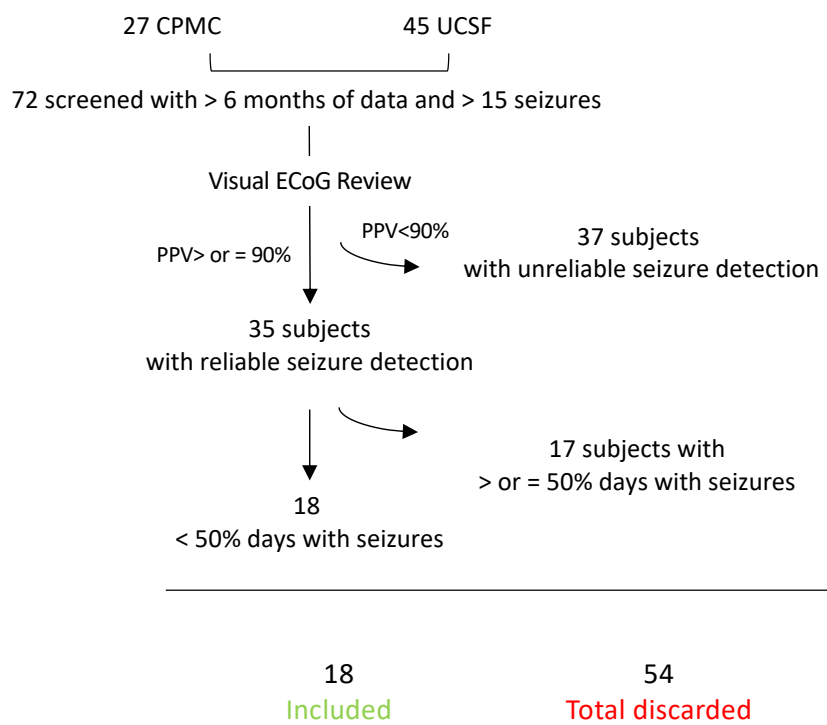 27 CPMC
45 UCSF
72 screened with > 6 months of data and > 15 seizures
Visual ECoG Review
PPV> or = 90%
PPV<90%
37 subjects
with unreliable seizure detection
35 subjects
with reliable seizure detection
17 subjects with
> or = 50% days with seizures
18
< 50% days with seizures
18
Included
54
Total discarded